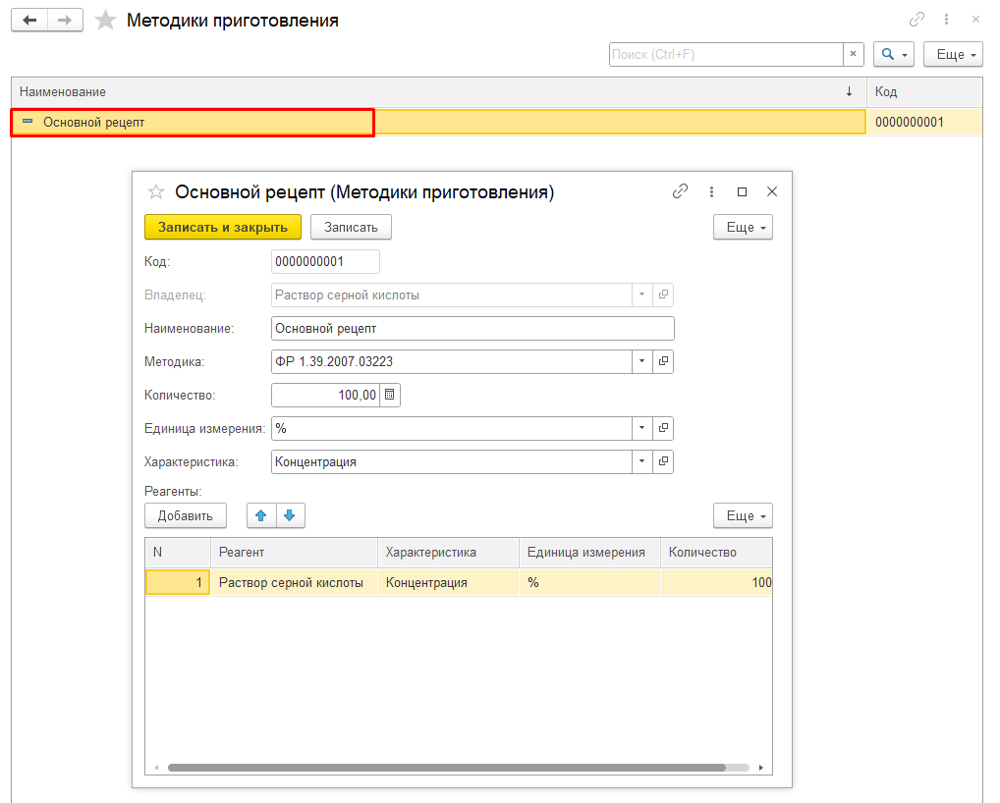 Методики приготовления
Поиск (Ctrl+F)
×
Еще
Наименование ↓ Код
Основной рецепт 0000000001
Основной рецепт (Методики приготовления)
Записать и закрыть Записать Еще
Код: 0000000001
Владелец: Раствор серной кислоты
Наименование: Основной рецепт
Методика: ФР 1.39.2007.03223
Количество: 100,00
Единица измерения: %
Характеристика: Концентрация
Реагенты:
Добавить Еще
N Реагент Характеристика Единица измерения Количество
1 Раствор серной кислоты Концентрация % 100